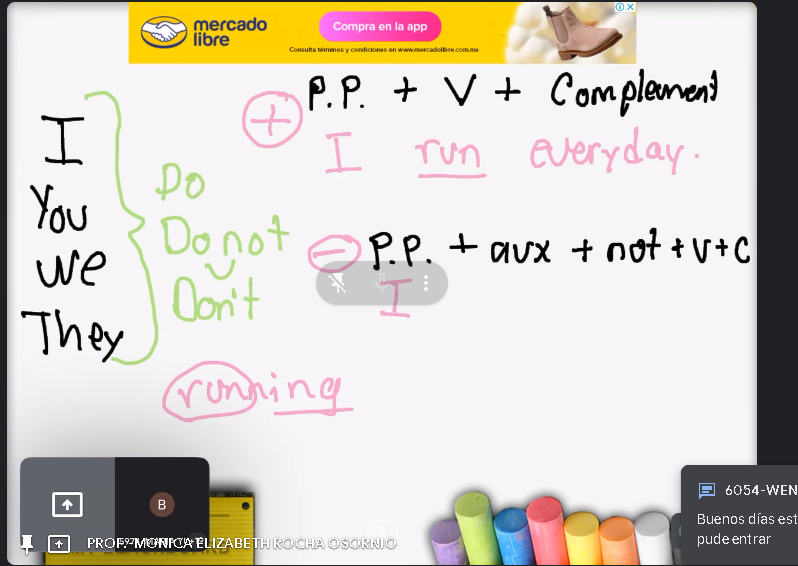 mercado
libre
Compra en la app
Consulta términos y condiciones en www.mercadolibre.com.mx
P.P. + V + Complement
+
I run everyday.
I
You
We
They
Do
Do not
Don't
- P.P. + aux + not + V + C
I
running
B
PROF. MONICA ELIZABETH ROCHA OSORNIO
6054-WEN
Buenos días est
pude entrar